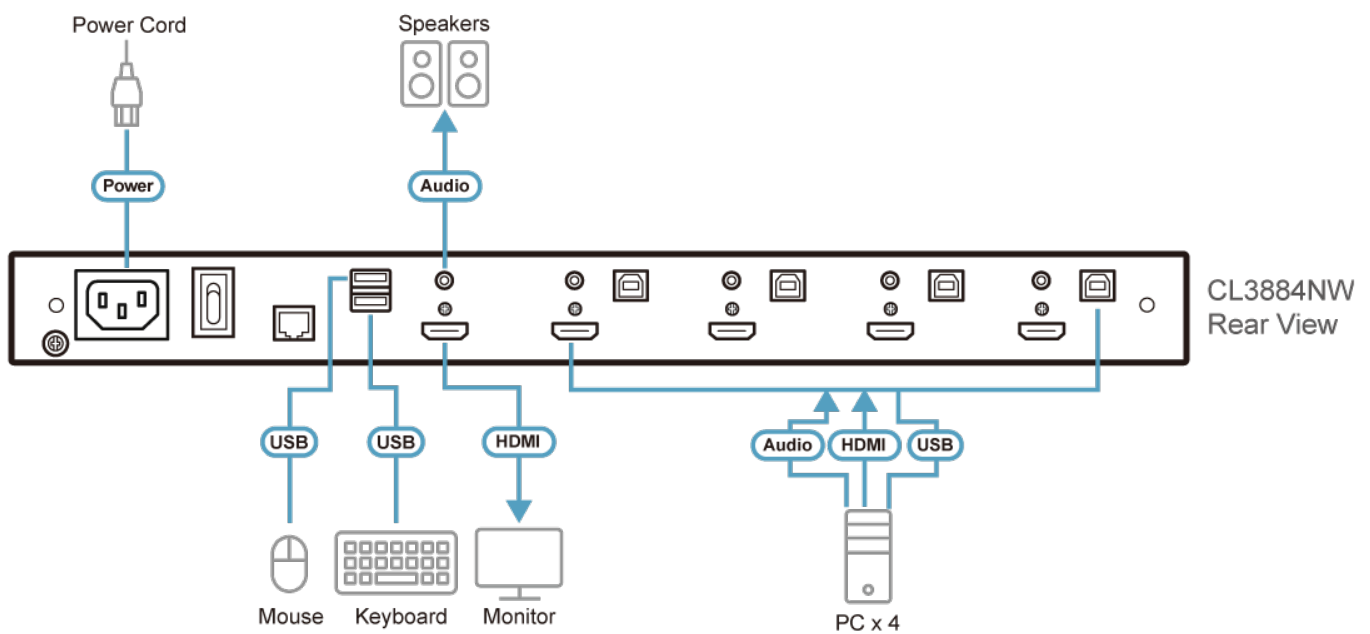 Power Cord
Speakers
Power
Audio
CL3884NW
Rear View
USB
USB
HDMI
Audio
HDMI
USB
Mouse
Keyboard
Monitor
PC x 4